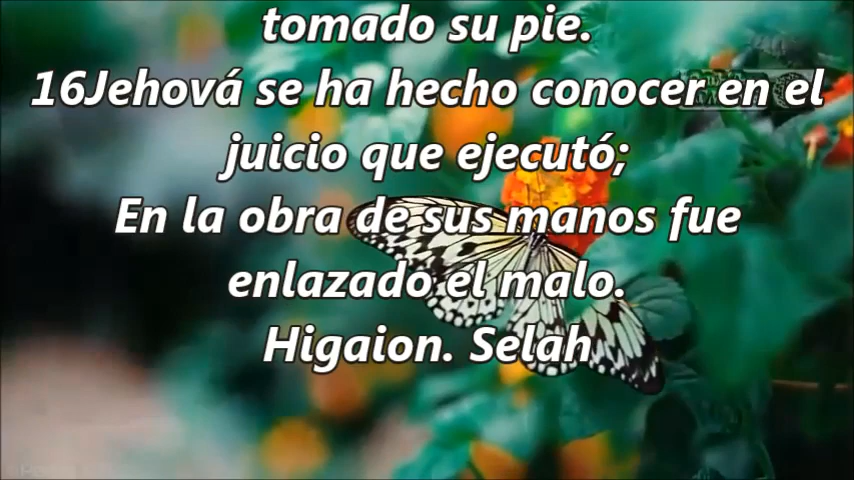 tomado su pie.
16Jehová se ha hecho conocer en el
juicio que ejecutó;
En la obra de sus manos fue
enlazado el malo.
Higaion. Selah